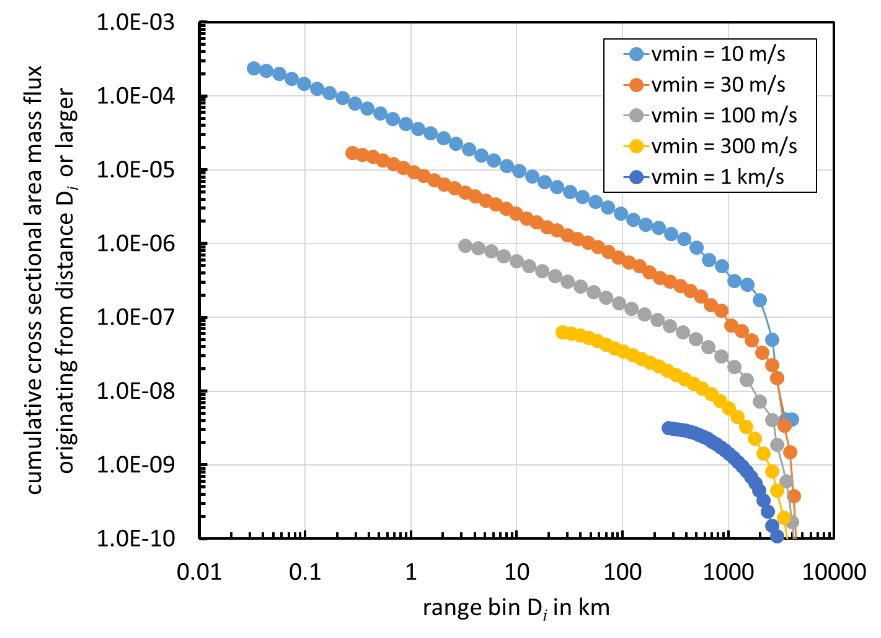 cumulative cross sectional area mass flux
originating from distance Di or larger
1.0E-03
1.0E-04
1.0E-05
1.0E-06
1.0E-07
1.0E-08
1.0E-09
1.0E-10
vmin = 10 m/s
vmin = 30 m/s
vmin = 100 m/s
vmin = 300 m/s
vmin = 1 km/s
0.01 0.1 1 10 100 1000 10000
range bin Di in km